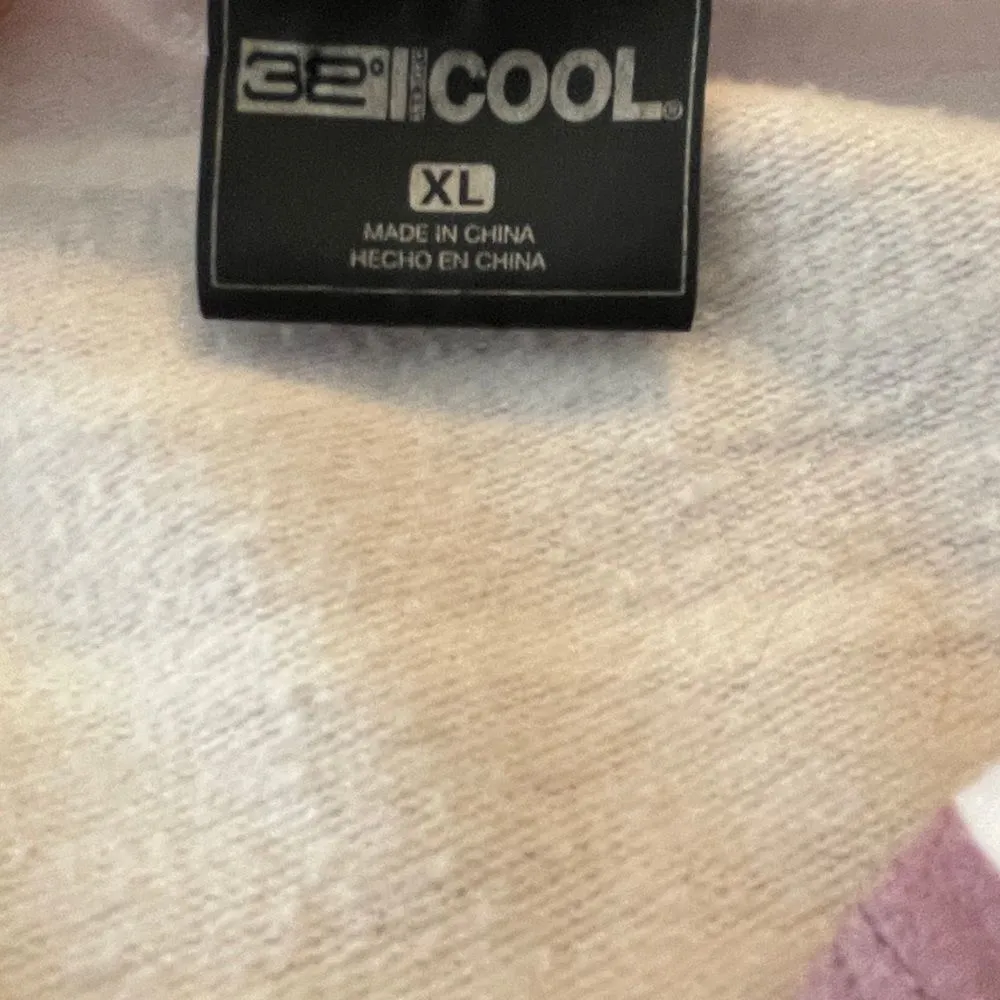 32° COOL®
XL
MADE IN CHINA
HECHO EN CHINA